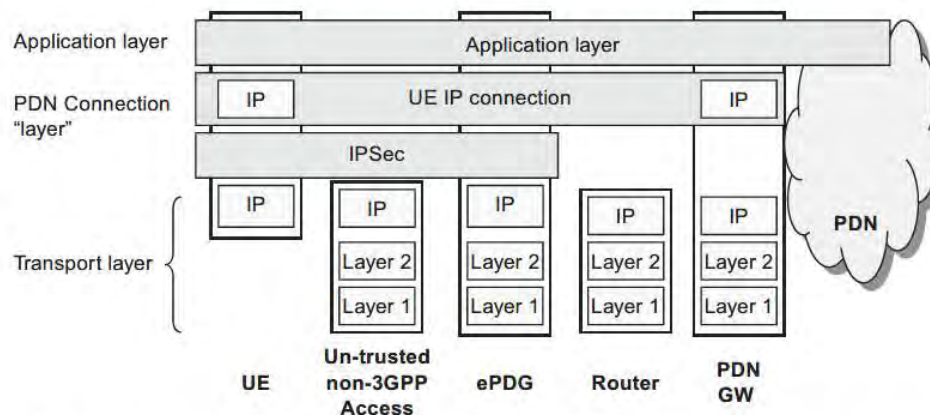 Application layer
Application layer
PDN Connection
"layer"
IP
UE IP connection
IP
IPSec
IP
IP
IP
IP
IP
PDN
Transport layer
Layer 2
Layer 2
Layer 2
Layer 2
Layer 1
Layer 1
Layer 1
Layer 1
UE
Un-trusted
non-3GPP
Access
ePDG
Router
PDN
GW